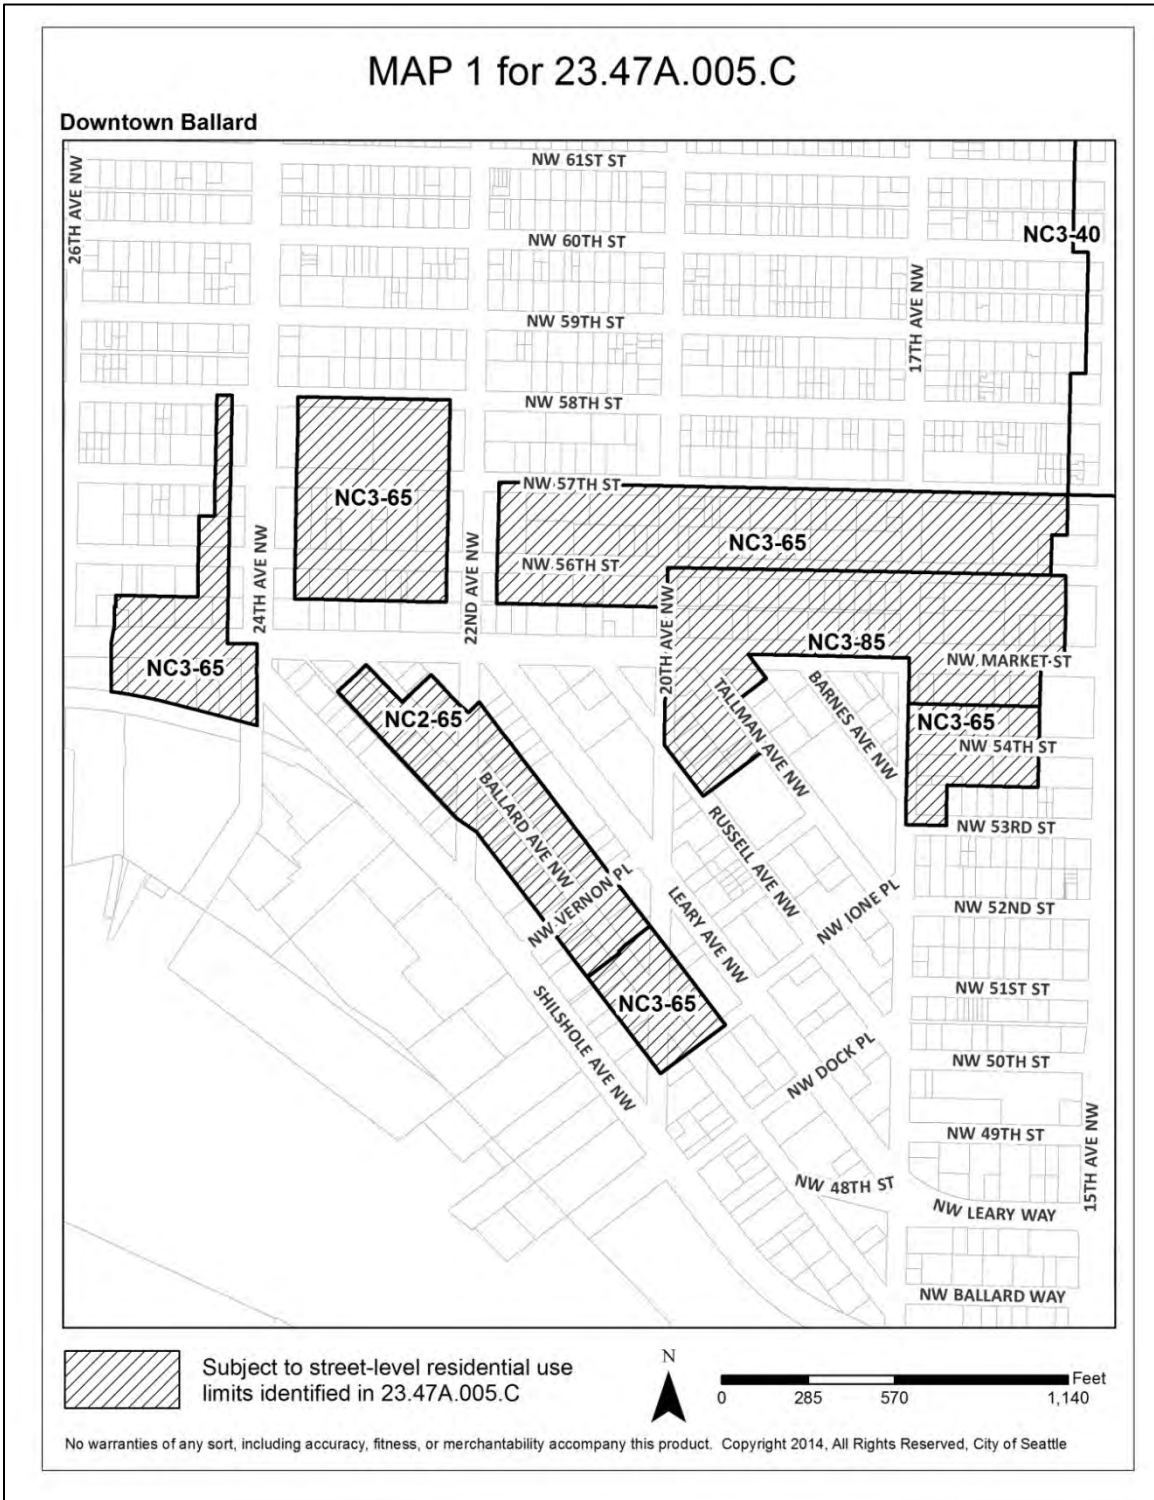 MAP 1 for 23.47A.005.C
Downtown Ballard
NW 61ST ST
26TH AVE NW
NC3-40
NW 60TH ST
17TH AVE NW
NW 59TH ST
NW 58TH ST
NW 57TH ST
NC3-65
NC3-65
NW 56TH ST
24TH AVE NW
22ND AVE NW
20TH AVE NW
NC3-85
NC3-65
NW MARKET ST
TALLMAN AVE NW
BARNES AVE NW
NC2-65
NC3-65
NW 54TH ST
BALLARD AVE NW
NW 53RD ST
RUSSELL AVE NW
NW VERNON PL
LEARY AVE NW
NW IONE PL
NW 52ND ST
NC3-65
NW 51ST ST
SHILSHOLE AVE NW
NW DOCK PL
NW 50TH ST
NW 49TH ST
15TH AVE NW
NW 48TH ST
NW LEARY WAY
NW BALLARD WAY
Subject to street-level residential use
limits identified in 23.47A.005.C
N
Feet
0 285 570 1,140
No warranties of any sort, including accuracy, fitness, or merchantability accompany this product. Copyright 2014, All Rights Reserved, City of Seattle